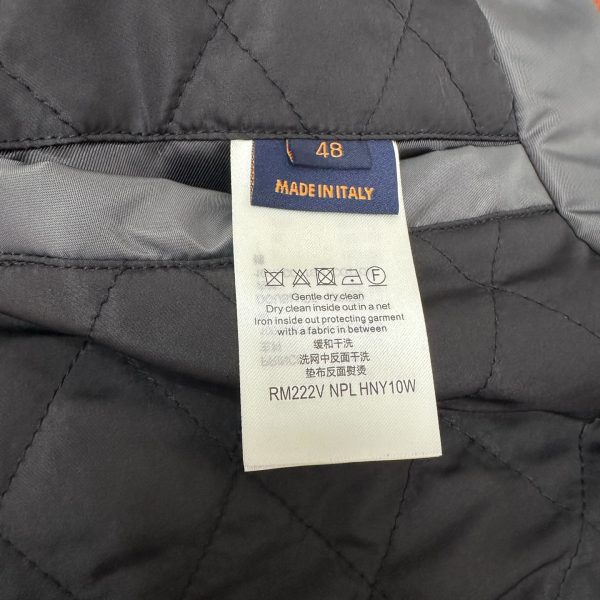 48
MADE IN ITALY
Gentle dry clean
Dry clean inside out in a net
Iron inside out protecting garment
with a fabric in between
缓和干洗
洗网中反面干洗
垫布反面熨烫
RM222V NPL HNY10W